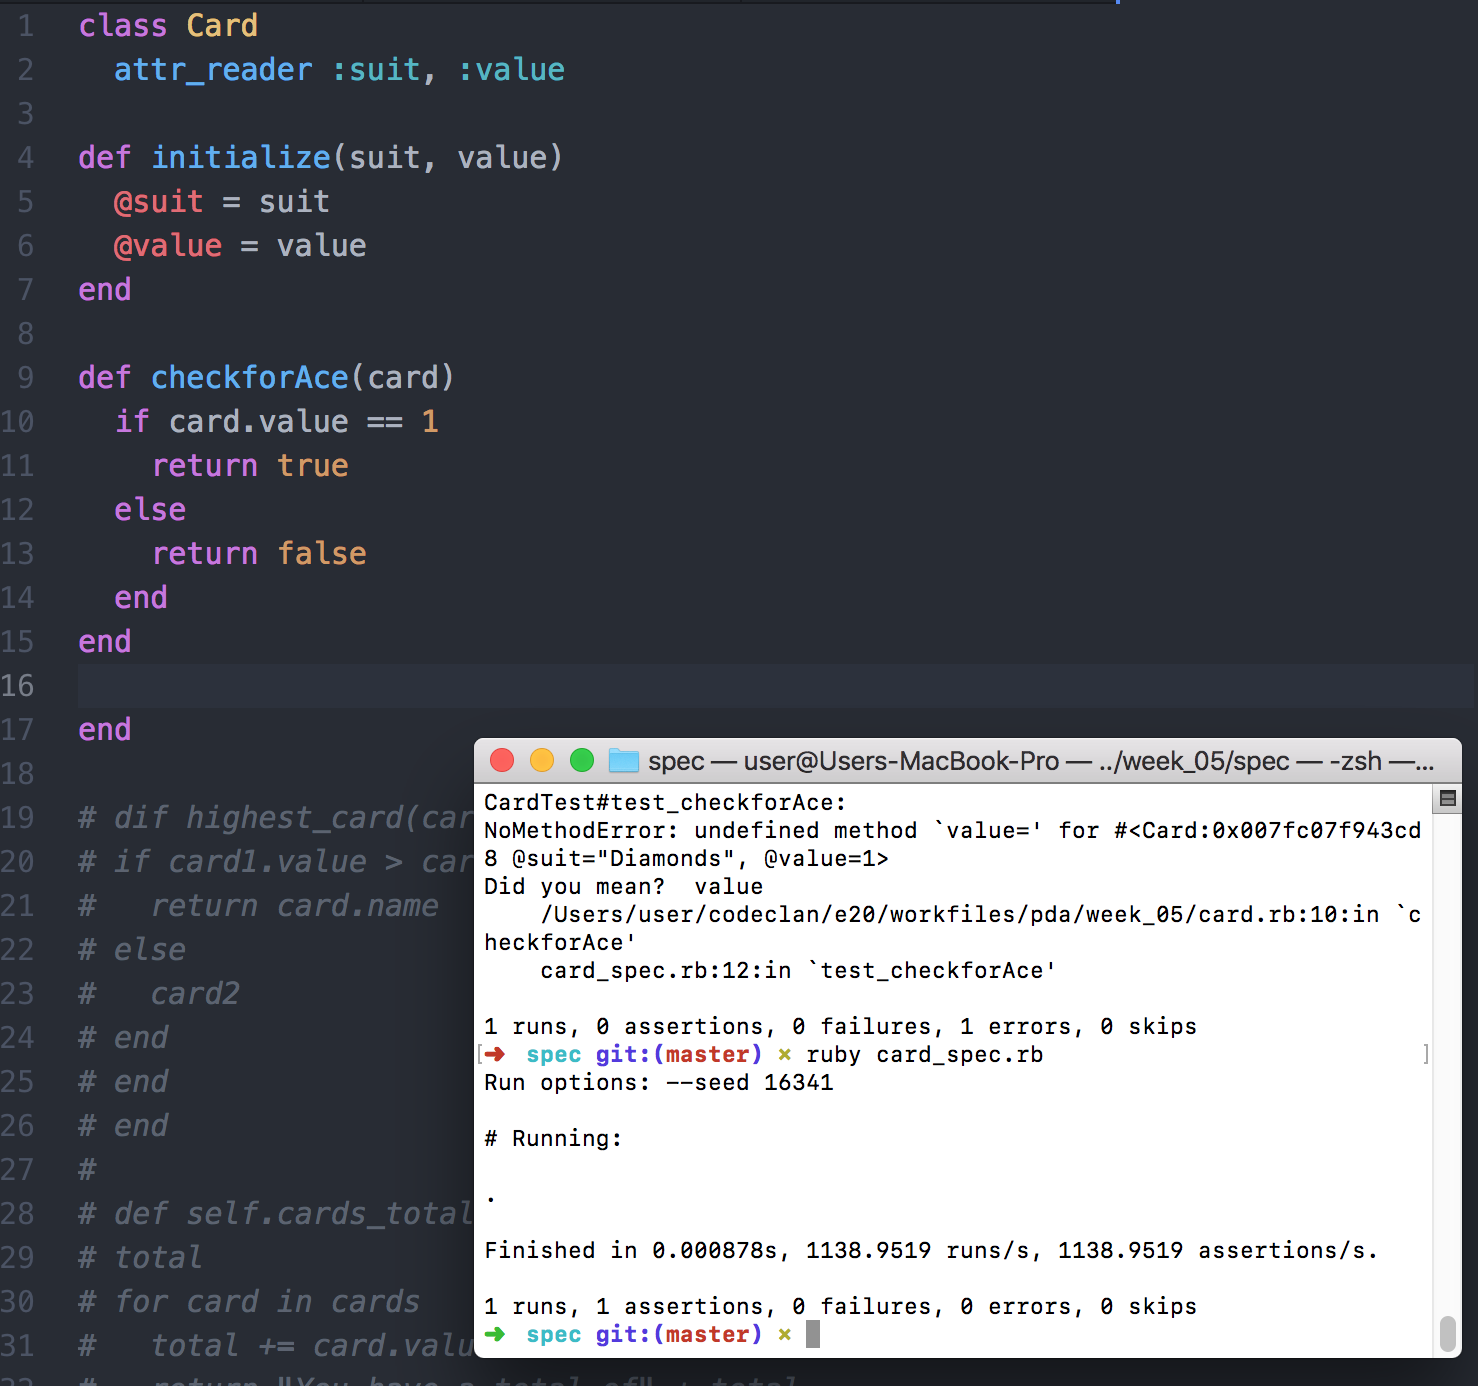 1 class Card
2 attr_reader :suit, :value
3
4 def initialize(suit, value)
5 @suit = suit
6 @value = value
7 end
8
9 def checkforAce(card)
10 if card.value == 1
11 return true
12 else
13 return false
14 end
15 end
16
17 end
18
19 # dif highest_card(car
20 # if card1.value > car
21 # return card.name
22 # else
23 # card2
24 # end
25 # end
26 # end
27 #
28 # def self.cards_total
29 # total
30 # for card in cards
31 # total += card.valu
32 # return "You have a total of" + total
spec — user@Users-MacBook-Pro — ../week_05/spec — -zsh —...
CardTest#test_checkforAce:
NoMethodError: undefined method `value=' for #<Card:0x007fc07f943cd
8 @suit="Diamonds", @value=1>
Did you mean?  value
/Users/user/codeclan/e20/workfiles/pda/week_05/card.rb:10:in `c
heckforAce'
card_spec.rb:12:in `test_checkforAce'
1 runs, 0 assertions, 0 failures, 1 errors, 0 skips
[➜ spec git:(master) × ruby card_spec.rb ]
Run options: --seed 16341
# Running:
.
Finished in 0.000878s, 1138.9519 runs/s, 1138.9519 assertions/s.
1 runs, 1 assertions, 0 failures, 0 errors, 0 skips
➜ spec git:(master) ×